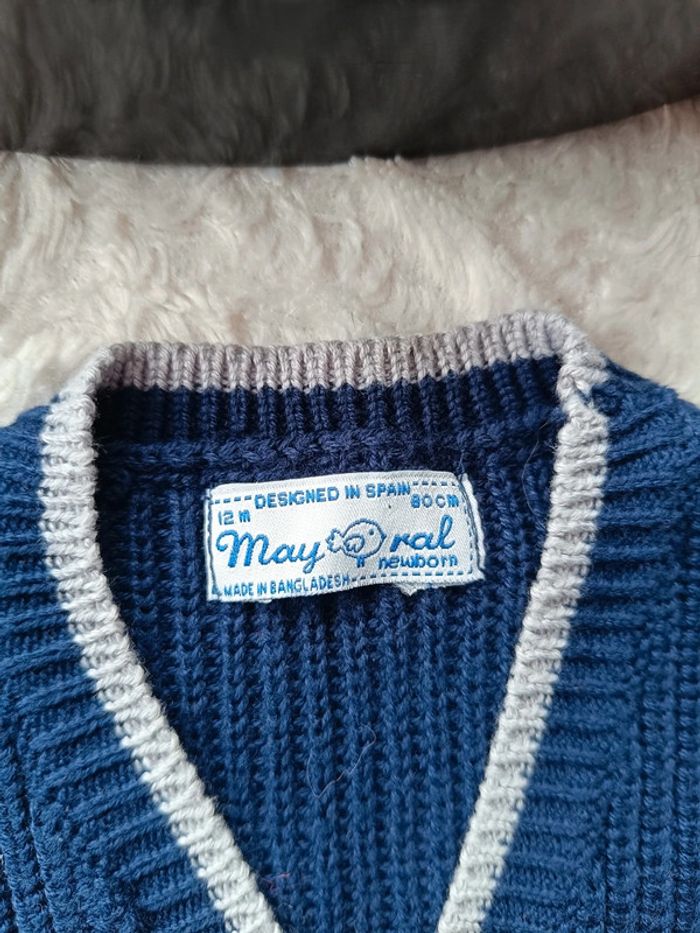 DESIGNED IN SPAIN
12 m 80 cm
mayoral
newborn
MADE IN BANGLADESH